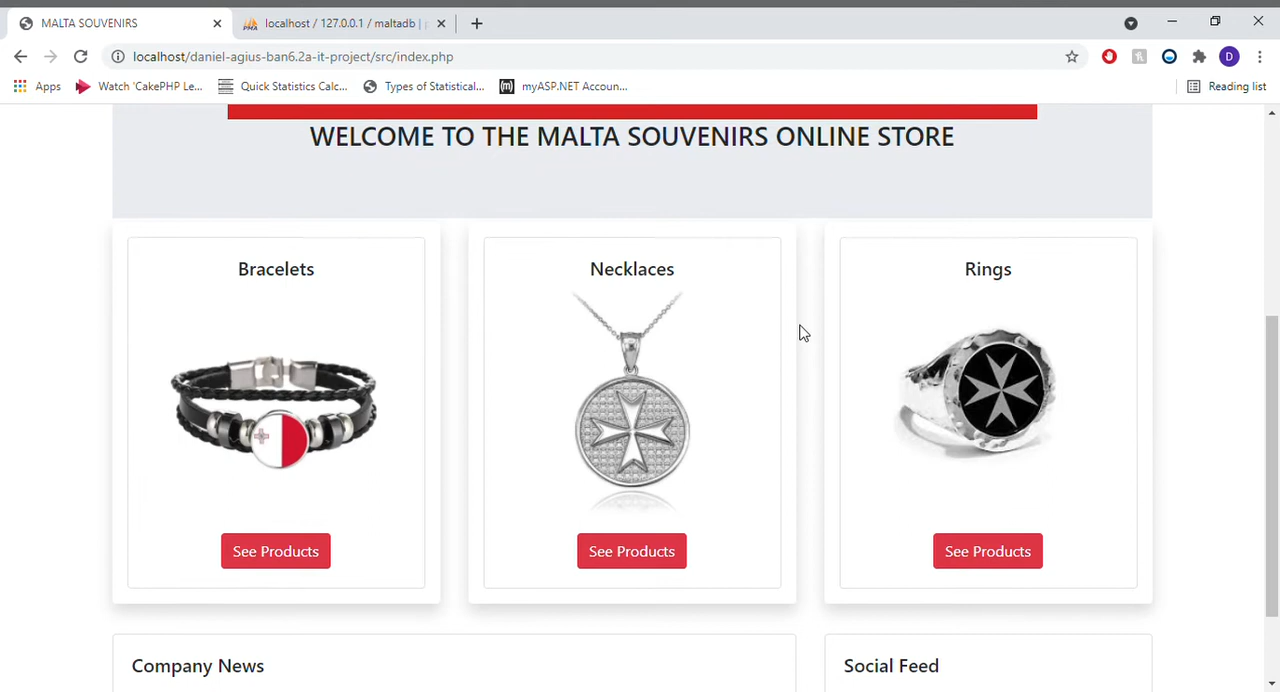 MALTA SOUVENIRS
localhost / 127.0.0.1 / maltadb |
localhost/daniel-agius-ban6.2a-it-project/src/index.php
D
Apps
Watch 'CakePHP Le...
Quick Statistics Calc...
Types of Statistical...
myASP.NET Accoun...
Reading list
WELCOME TO THE MALTA SOUVENIRS ONLINE STORE
Bracelets
Necklaces
Rings
See Products
See Products
See Products
Company News
Social Feed